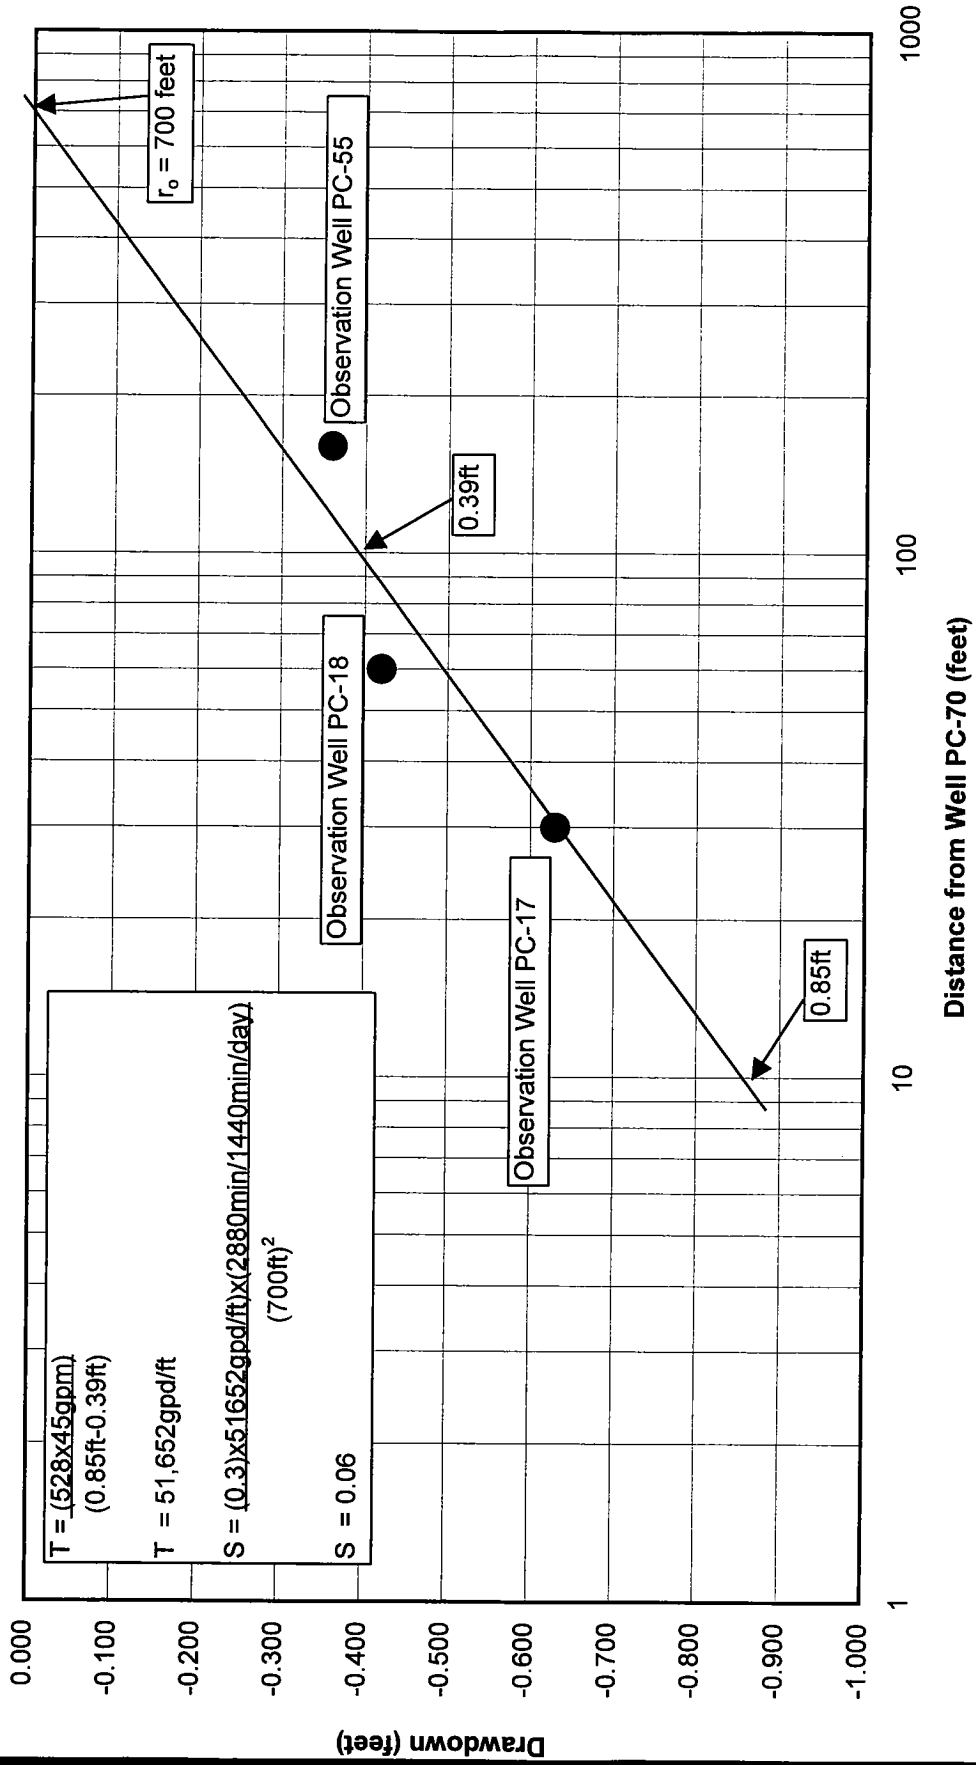 T = (528x45gpm)
(0.85ft-0.39ft)
T = 51,652gpd/ft
S = (0.3)x51652gpd/ft)x(2880min/1440min/day)
(700ft)²
S = 0.06
rₒ = 700 feet
Observation Well PC-55
Observation Well PC-18
0.39ft
Observation Well PC-17
0.85ft
Drawdown (feet)
0.000
-0.100
-0.200
-0.300
-0.400
-0.500
-0.600
-0.700
-0.800
-0.900
-1.000
1
10
100
1000
Distance from Well PC-70 (feet)